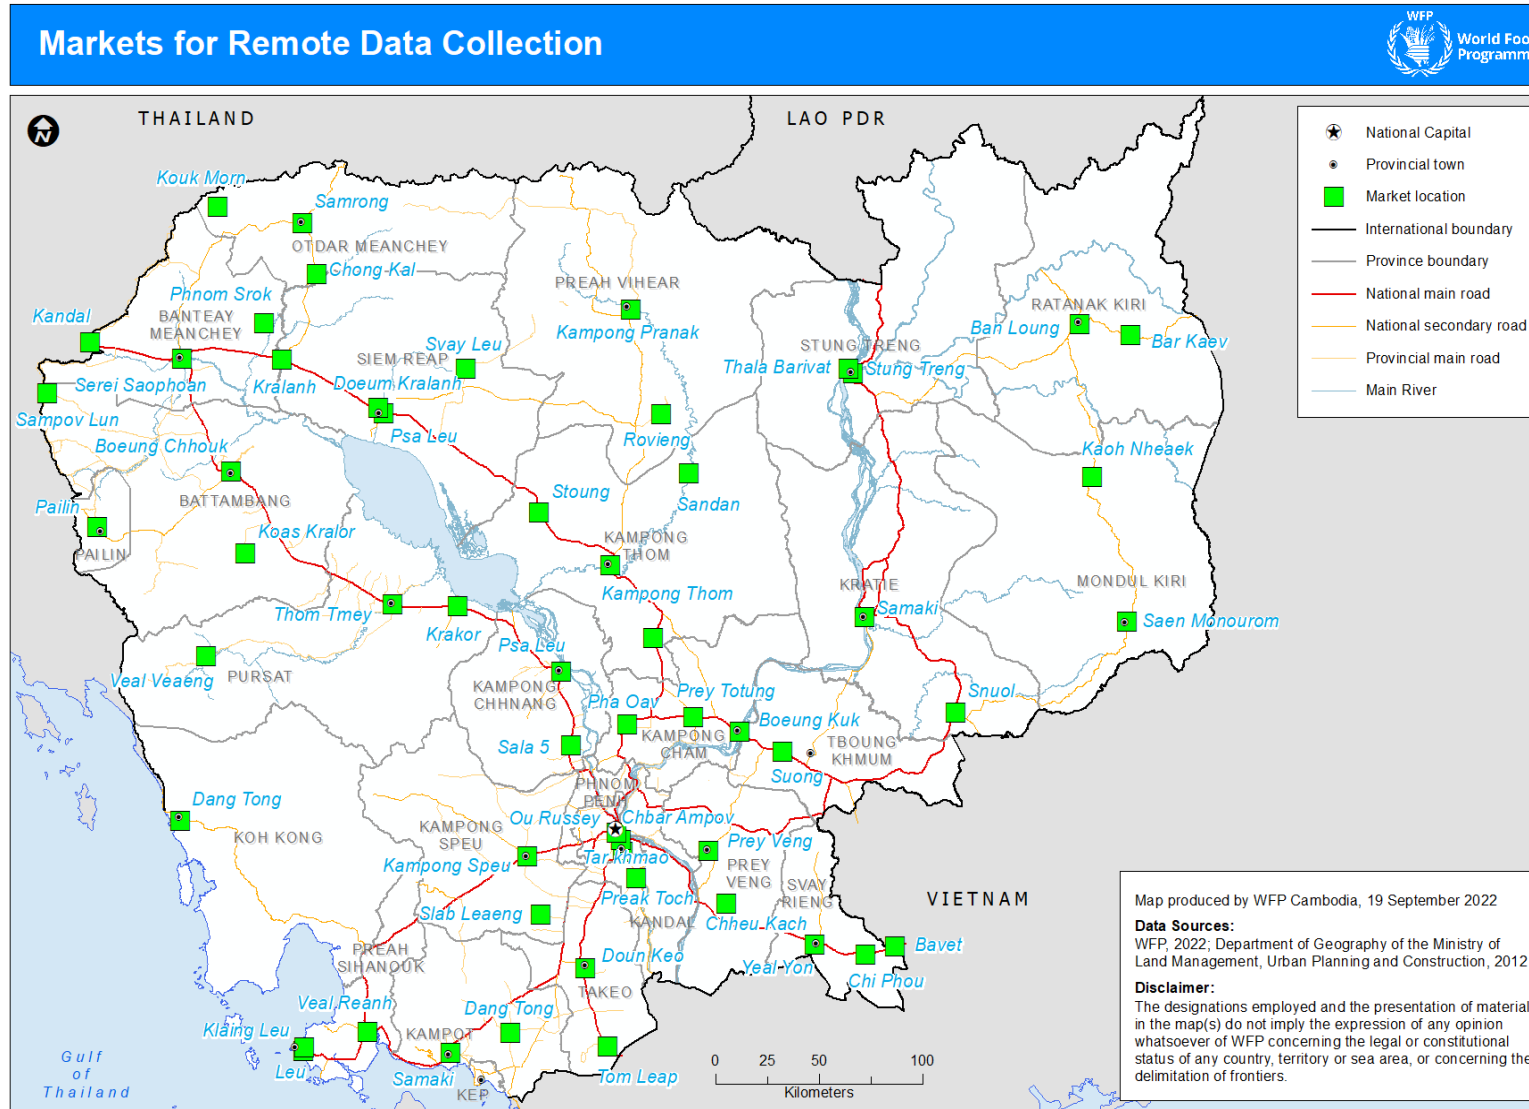 Markets for Remote Data Collection
WFP
World Foo
Programm
THAILAND
LAO PDR
N
National Capital
Provincial town
Market location
International boundary
Province boundary
National main road
National secondary road
Provincial main road
Main River
Kouk Morn
Samrong
OTDAR MEANCHEY
Chong Kal
Phnom Srok
BANTEAY
MEANCHEY
Kandal
PREAH VIHEAR
Kampong Pranak
RATANAK KIRI
Ban Loung
Bar Kaev
STUNG TRENG
Thala Barivat
Stung Treng
Svay Leu
SIEM REAP
Serei Saophoan
Kralanh
Doeum Kralanh
Sampov Lun
Psa Leu
Rovieng
Boeung Chhouk
Kaoh Nheaek
BATTAMBANG
Stoung
Sandan
Pailin
PAILIN
Koas Kralor
KAMPONG
THOM
Kampong Thom
KRATIE
MONDUL KIRI
Thom Tmey
Krakor
Samaki
Saen Monourom
Psa Leu
Veal Veaeng
PURSAT
KAMPONG
CHHNANG
Pha Oav
Prey Totung
Snuol
Boeung Kuk
KAMPONG
CHAM
TBOUNG
KHMUM
Sala 5
Suong
PHNOM
PENH
Dang Tong
KOH KONG
KAMPONG
SPEU
Ou Russey
Chbar Ampov
Kampong Speu
Tar khmao
Prey Veng
PREY
VENG
SVAY
RIENG
VIETNAM
Preak Toch
Slab Leaeng
KANDAL
Chheu Kach
PREAH
SIHANOUK
Doun Keo
Yeal Yon
Bavet
Chi Phou
TAKEO
Veal Reanh
Dang Tong
Klaing Leu
KAMPOT
Leu
Samaki
KEP
Tom Leap
Gulf
of
Thailand
0 25 50 100
Kilometers
Map produced by WFP Cambodia, 19 September 2022
Data Sources:
WFP, 2022; Department of Geography of the Ministry of
Land Management, Urban Planning and Construction, 2012
Disclaimer:
The designations employed and the presentation of material
in the map(s) do not imply the expression of any opinion
whatsoever of WFP concerning the legal or constitutional
status of any country, territory or sea area, or concerning the
delimitation of frontiers.